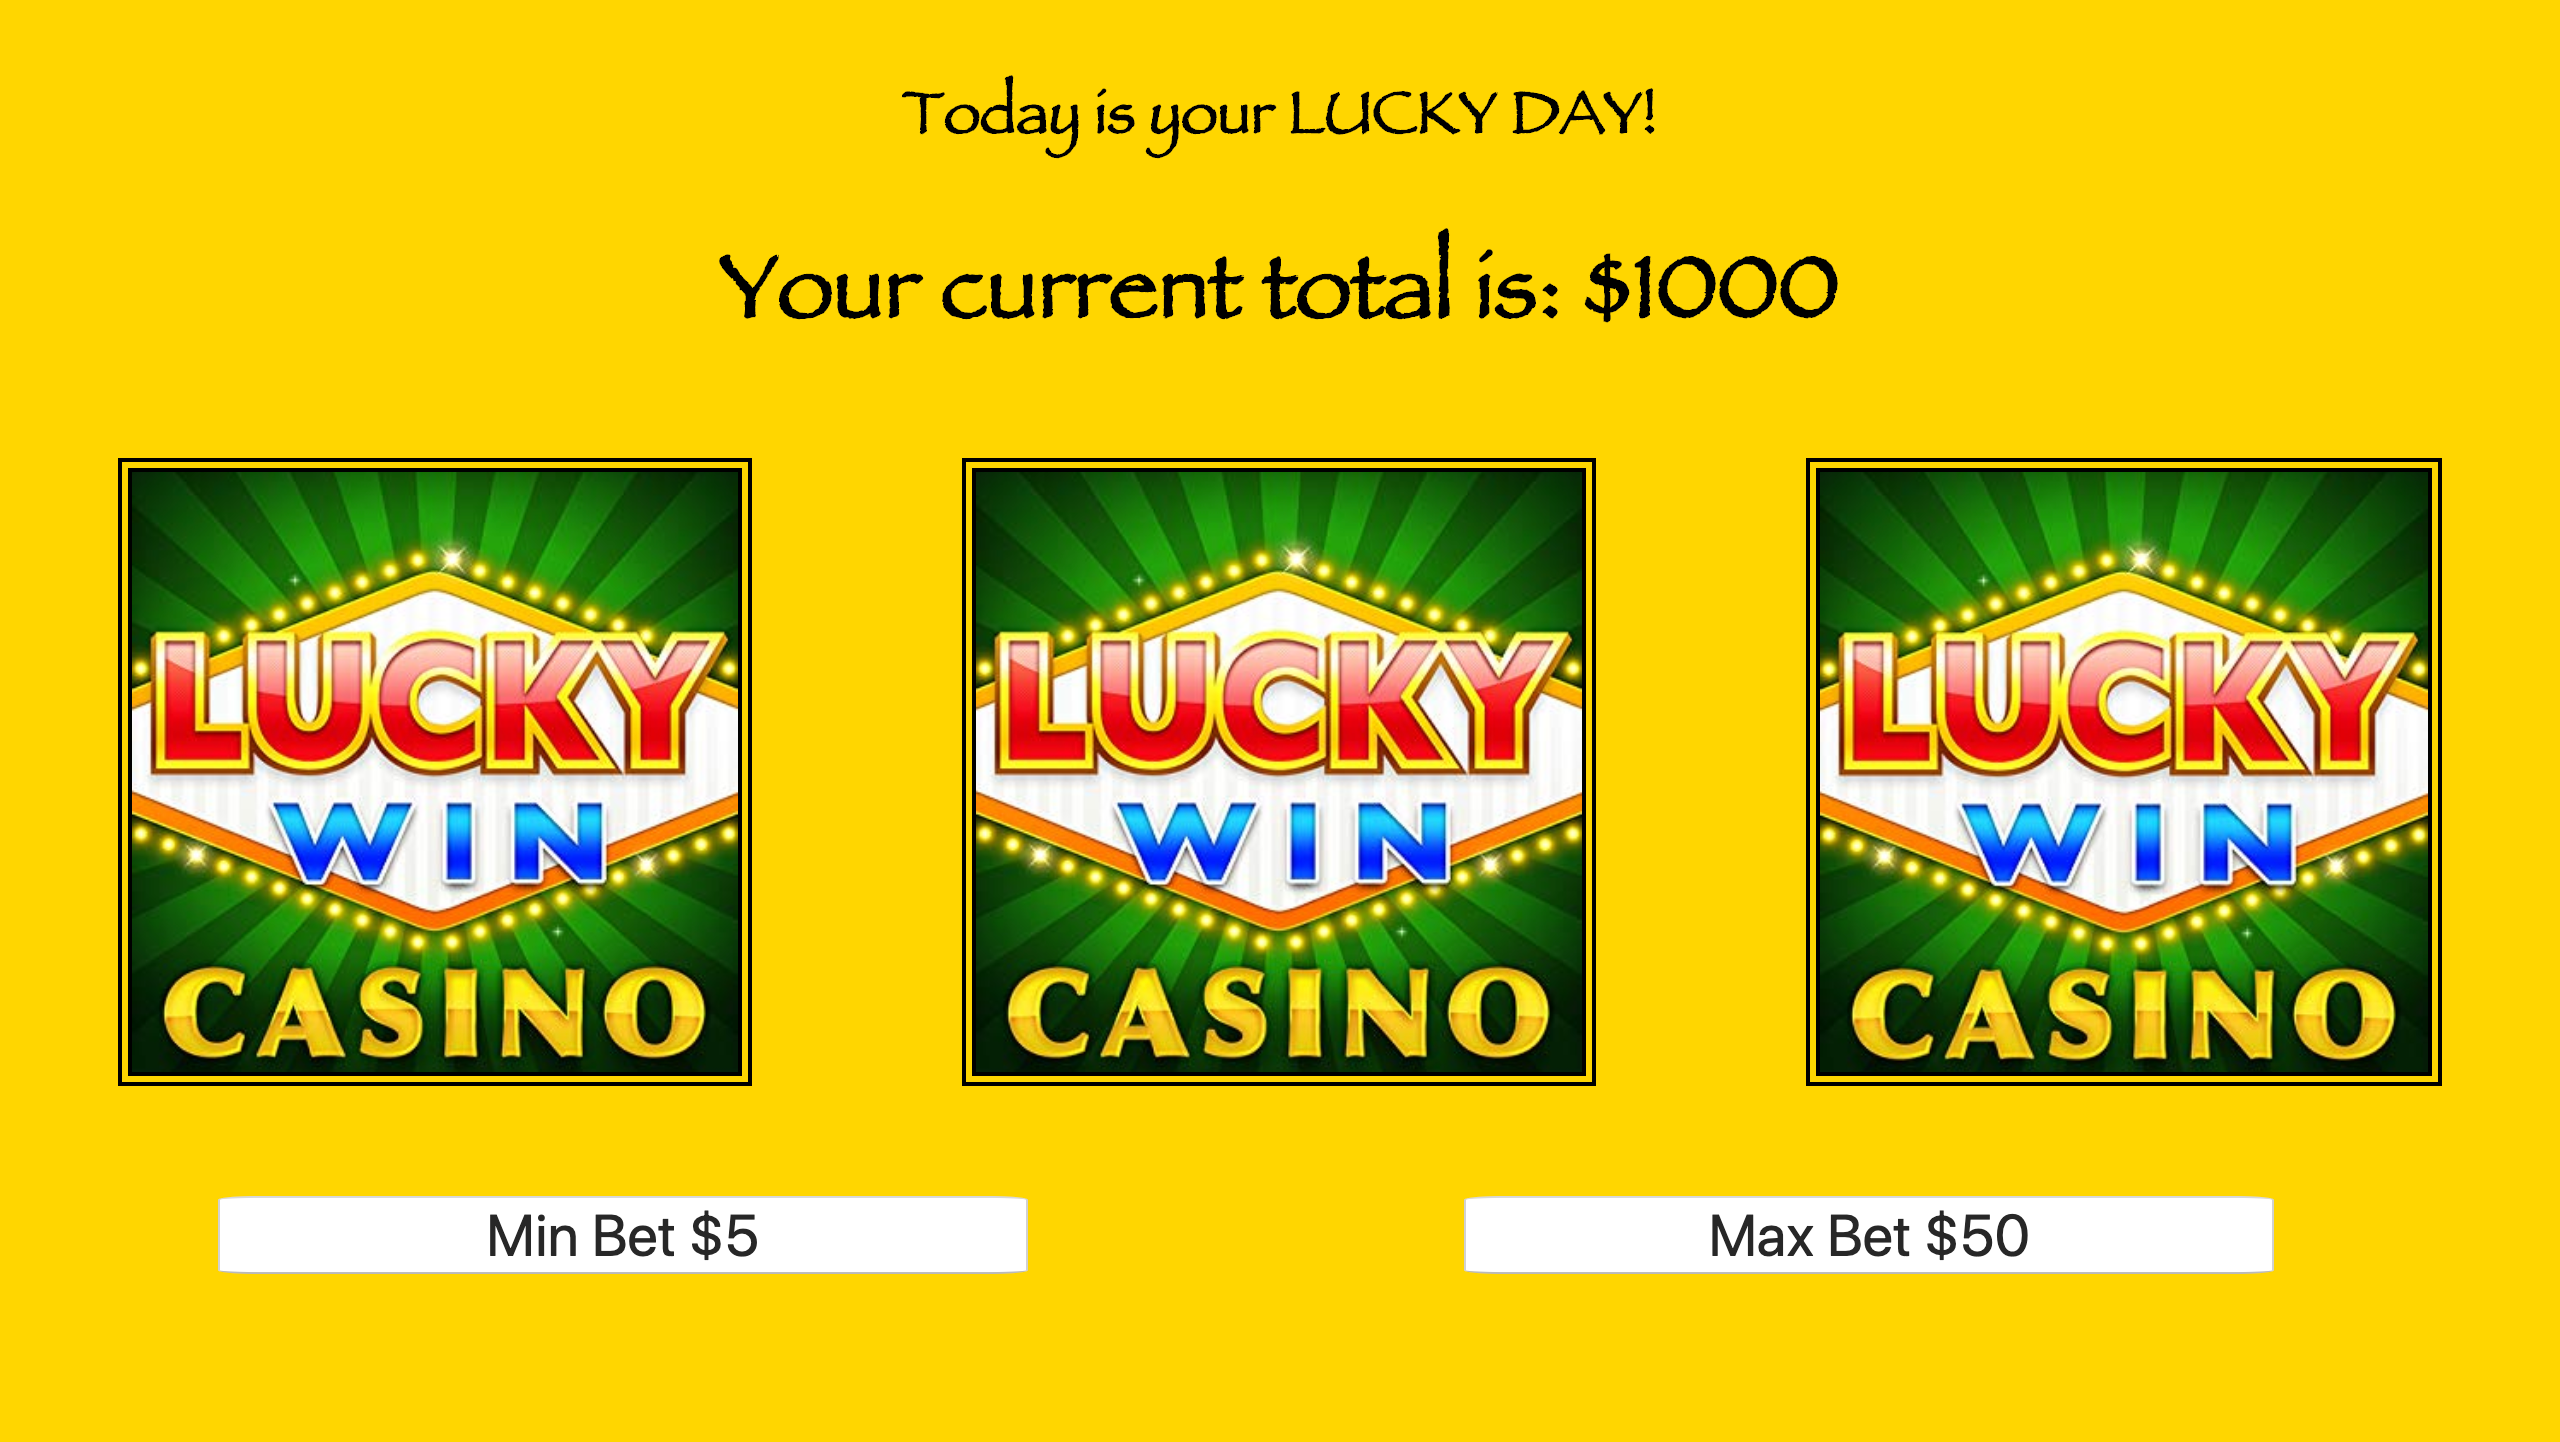 Today is your LUCKY DAY!
Your current total is: $1000
LUCKY
WIN
CASINO
LUCKY
WIN
CASINO
LUCKY
WIN
CASINO
Min Bet $5
Max Bet $50